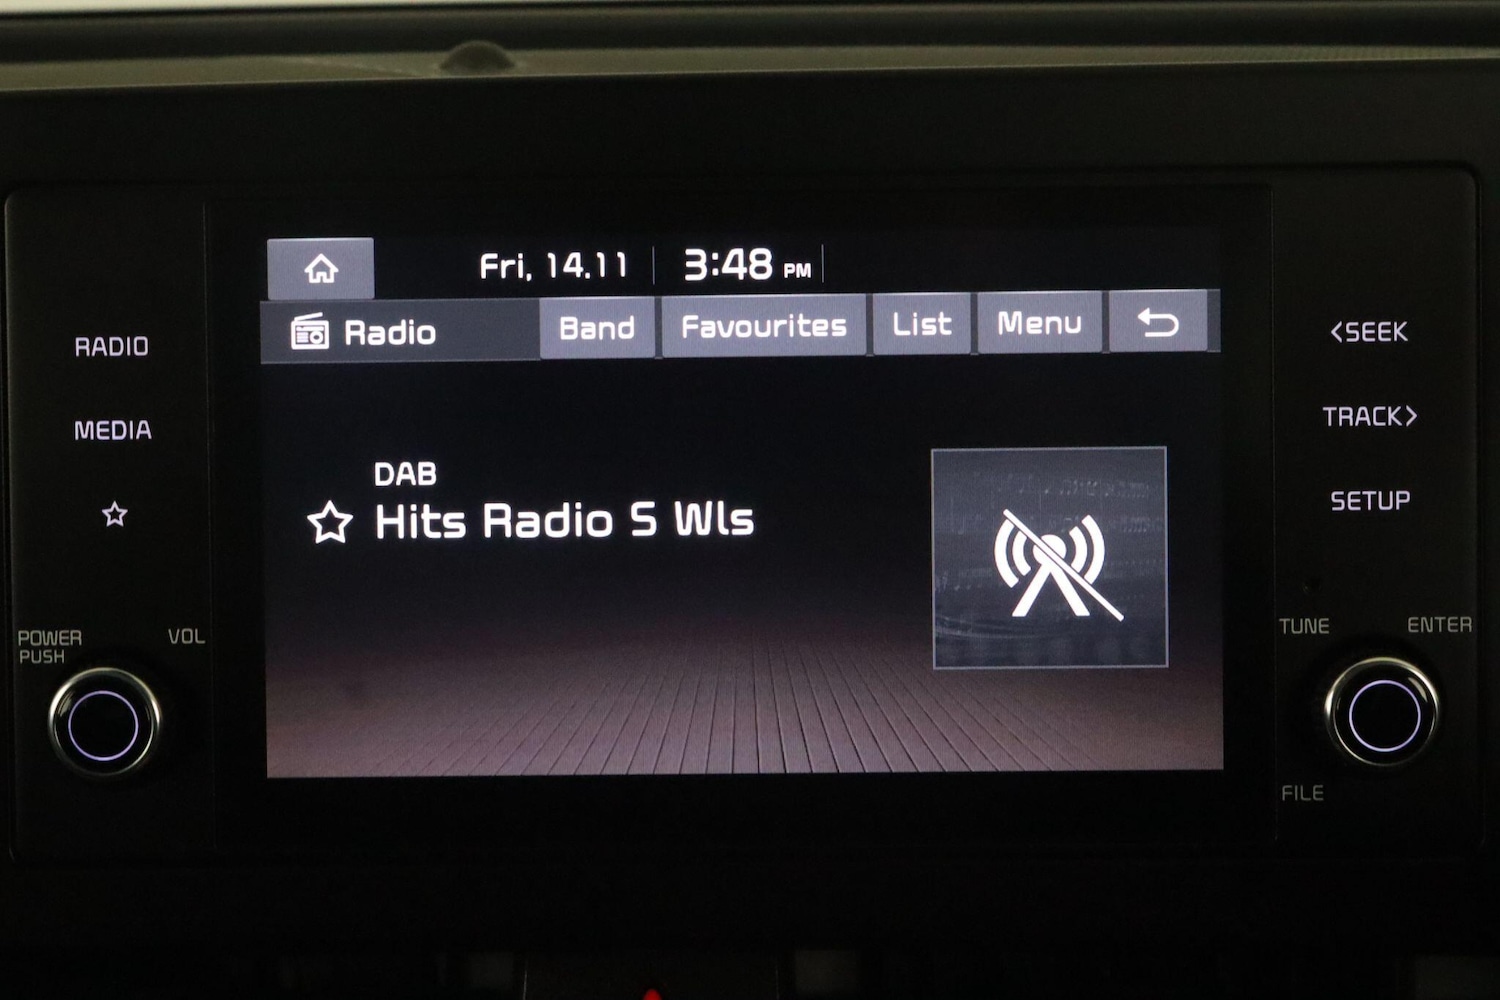 Fri, 14.11 3:48 PM
Radio Band Favourites List Menu
RADIO
MEDIA
DAB
Hits Radio S Wls
<SEEK
TRACK>
SETUP
POWER
PUSH
VOL
TUNE
ENTER
FILE